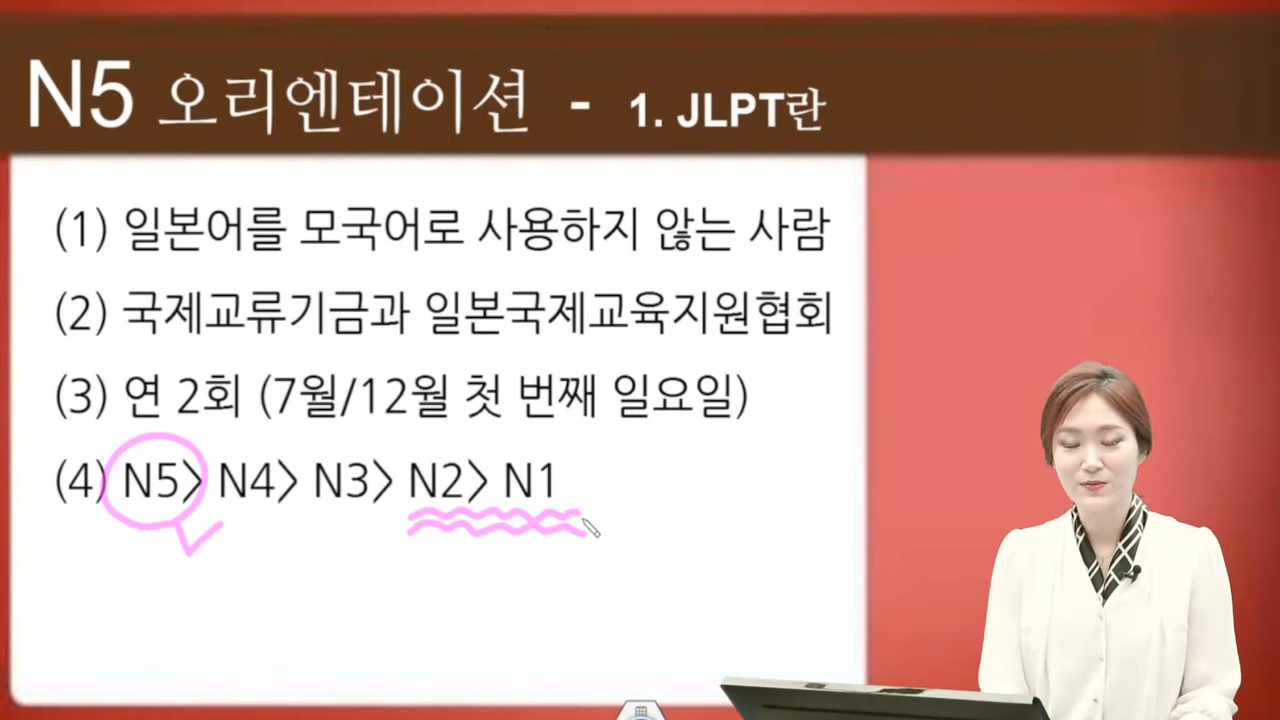 N5 오리엔테이션 - 1. JLPT란
(1) 일본어를 모국어로 사용하지 않는 사람
(2) 국제교류기금과 일본국제교육지원협회
(3) 연 2회 (7월/12월 첫 번째 일요일)
(4) N5> N4> N3> N2> N1